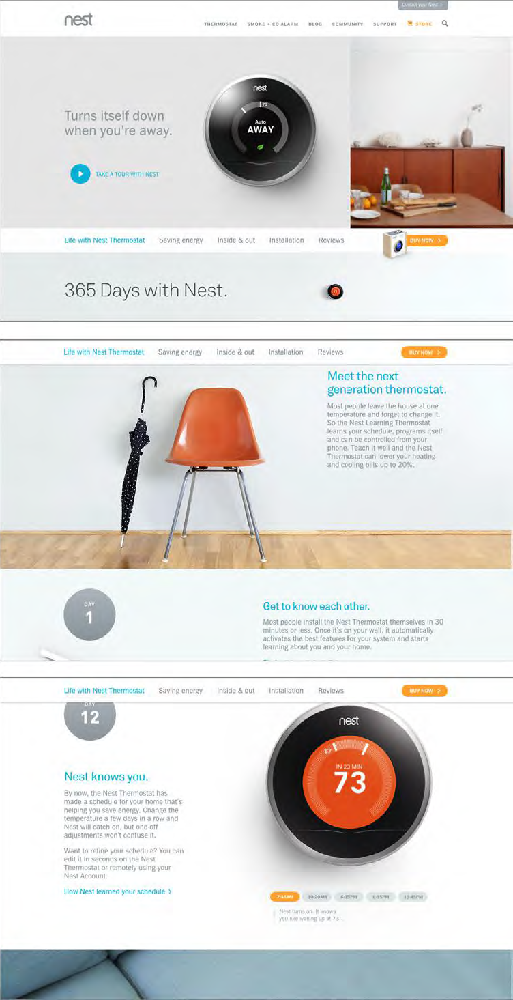 Control your Nest >
nest
THERMOSTAT SMOKE + CO ALARM BLOG COMMUNITY SUPPORT STORE
nest
70
Turns itself down
when you're away.
Auto
AWAY
TAKE A TOUR WITH NEST
Life with Nest Thermostat Saving energy Inside & out Installation Reviews BUY NOW >
365 Days with Nest.
Life with Nest Thermostat Saving energy Inside & out Installation Reviews BUY NOW >
Meet the next
generation thermostat.
Most people leave the house at one
temperature and forget to change it.
So the Nest Learning Thermostat
learns your schedule, programs itself
and can be controlled from your
phone. Teach it well and the Nest
Thermostat can lower your heating
and cooling bills up to 20%.
DAY
1
Get to know each other.
Most people install the Nest Thermostat themselves in 30
minutes or less. Once it's on your wall, it automatically
activates the best features for your system and starts
learning about you and your home.
Life with Nest Thermostat Saving energy Inside & out Installation Reviews BUY NOW >
DAY
12
nest
67
IN 20 MIN
73
Nest knows you.
By now, the Nest Thermostat has
made a schedule for your home that's
helping you save energy. Change the
temperature a few days in a row and
Nest will catch on, but one-off
adjustments won't confuse it.
Want to refine your schedule? You can
edit it in seconds on the Nest
Thermostat or remotely using your
Nest Account.
How Nest learned your schedule >
7:45AM 10:20AM 6:15PM 8:15PM 10:45PM
Nest turns on. It knows
you like waking up at 73°.